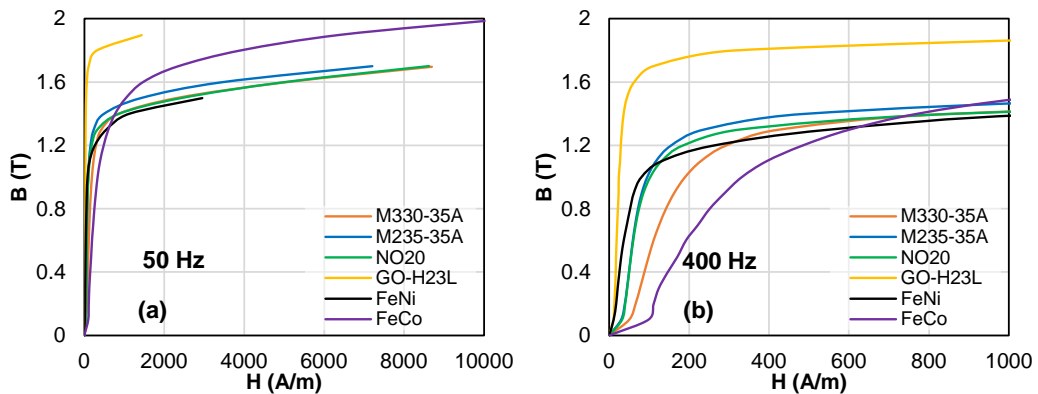 2
1.6
1.2
0.8
0.4
0
B (T)
M330-35A
M235-35A
NO20
GO-H23L
FeNi
FeCo
50 Hz
(a)
0 2000 4000 6000 8000 10000
H (A/m)
2
1.6
1.2
0.8
0.4
0
B (T)
M330-35A
M235-35A
NO20
GO-H23L
FeNi
FeCo
400 Hz
(b)
0 200 400 600 800 1000
H (A/m)